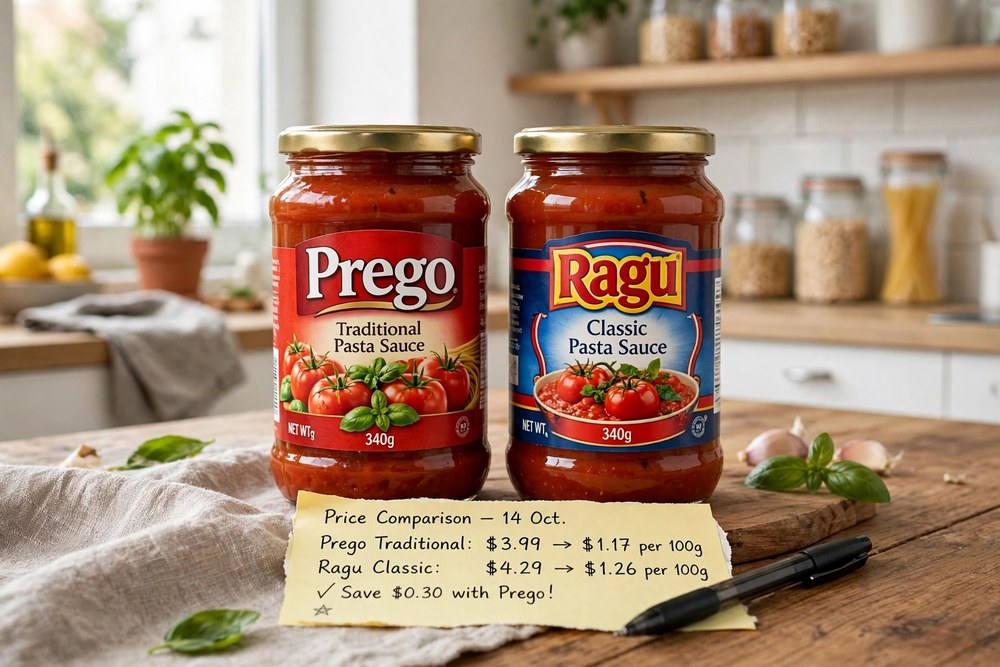 Prego
Traditional
Pasta Sauce
NET WTg
340g
Ragu
Classic
Pasta Sauce
NET WT
340g
Price Comparison — 14 Oct.
Prego Traditional: $3.99 → $1.17 per 100g
Ragu Classic: $4.29 → $1.26 per 100g
✓ Save $0.30 with Prego!